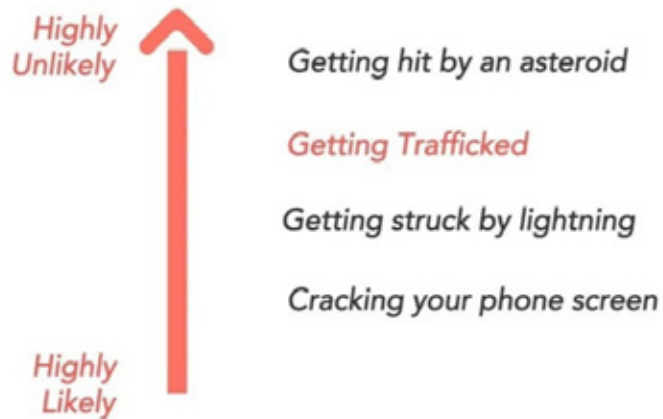 Highly
Unlikely
Getting hit by an asteroid
Getting Trafficked
Getting struck by lightning
Cracking your phone screen
Highly
Likely